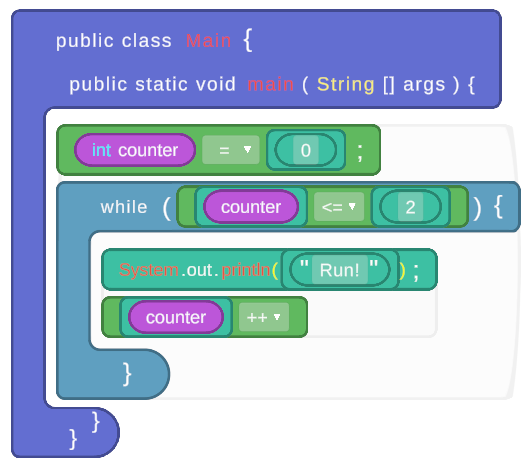 public class Main {
public static void main ( String [] args ) {
int counter = 0 ;
while ( counter <= 2 ) {
System.out.println( "Run!" ) ;
counter ++
}
}
}